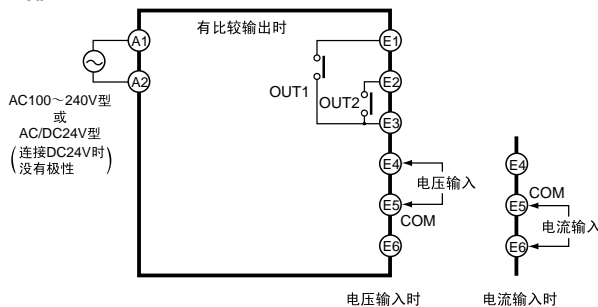 有比较输出时
A1
A2
AC100～240V型
或
AC/DC24V型
(连接DC24V时
没有极性)
E1
OUT1
E2
OUT2
E3
E4
电压输入
E5
COM
E6
电压输入时
E4
COM
E5
电流输入
E6
电流输入时